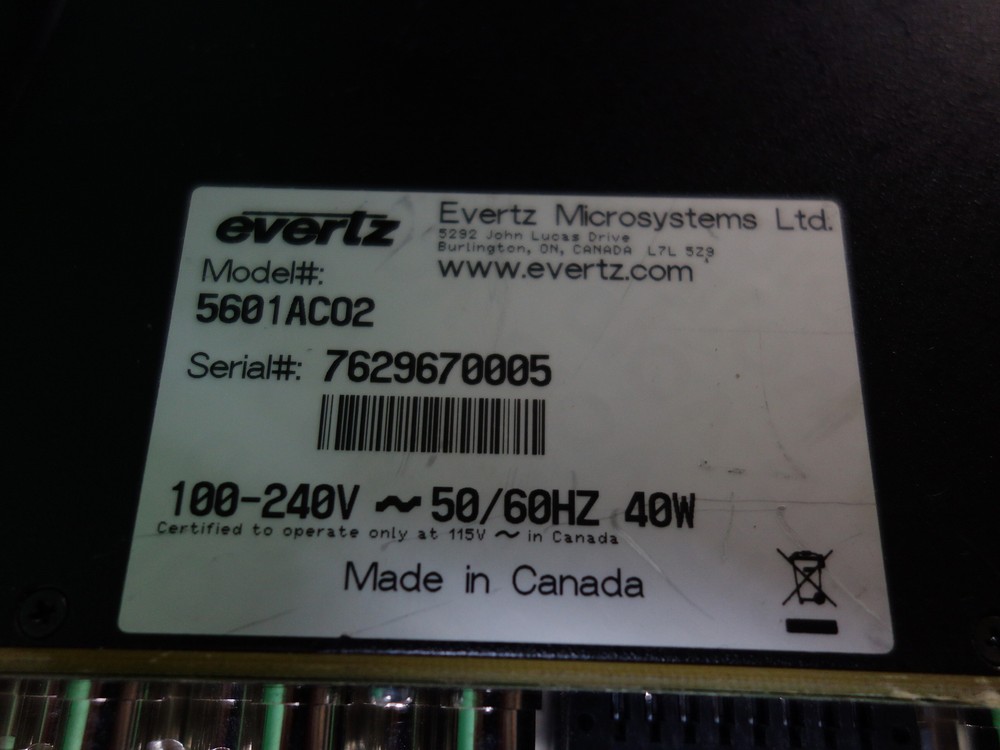 evertz
Evertz Microsystems Ltd.
5292 John Lucas Drive
Burlington, ON, CANADA L7L 5Z9
www.evertz.com
Model#:
5601ACO2
Serial#: 7629670005
100-240V ~ 50/60HZ 40W
Certified to operate only at 115V ~ in Canada
Made in Canada